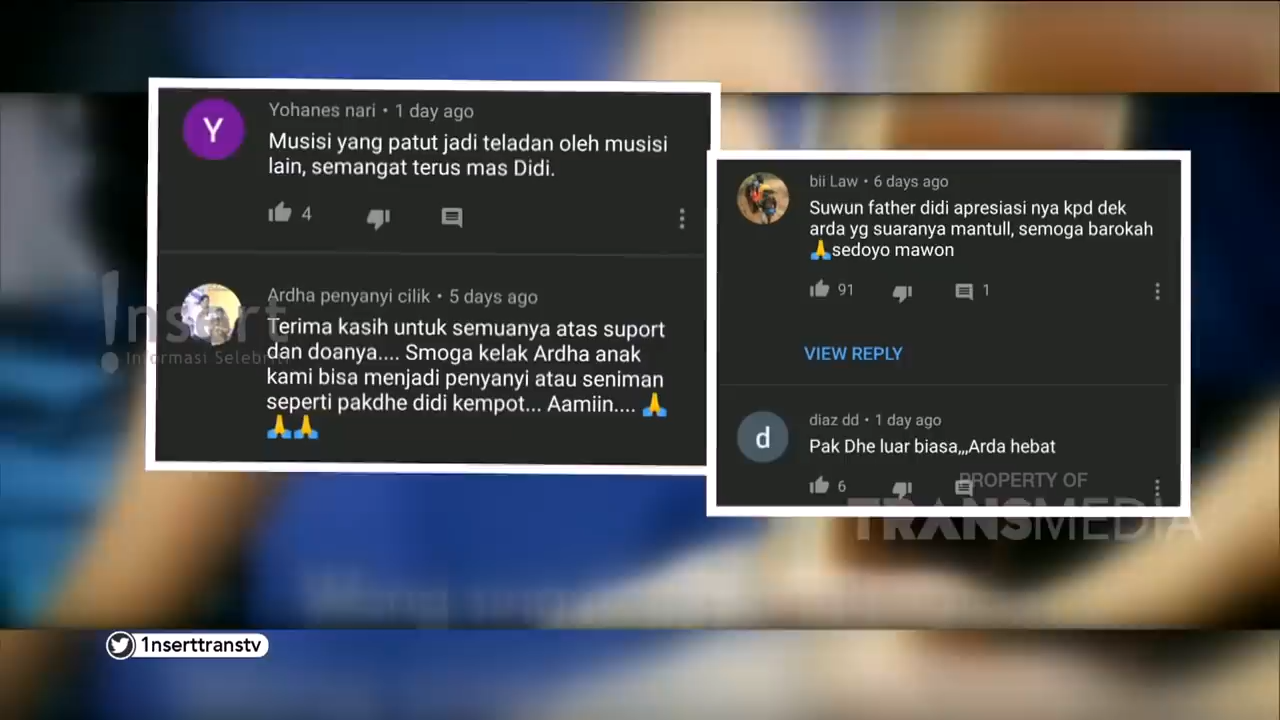 Y
Yohanes nari • 1 day ago
Musisi yang patut jadi teladan oleh musisi
lain, semangat terus mas Didi.
4
Ardha penyanyi cilik • 5 days ago
Terima kasih untuk semuanya atas suport
dan doanya.... Smoga kelak Ardha anak
kami bisa menjadi penyanyi atau seniman
seperti pakdhe didi kempot... Aamiin.... 🙏
🙏🙏
bii Law • 6 days ago
Suwun father didi apresiasi nya kpd dek
arda yg suaranya mantull, semoga barokah
🙏sedoyo mawon
91 1
VIEW REPLY
d
diaz dd • 1 day ago
Pak Dhe luar biasa,,,Arda hebat
6
!nsert
Informasi Selebriti
PROPERTY OF
TRANSMEDIA
1nserttranstv